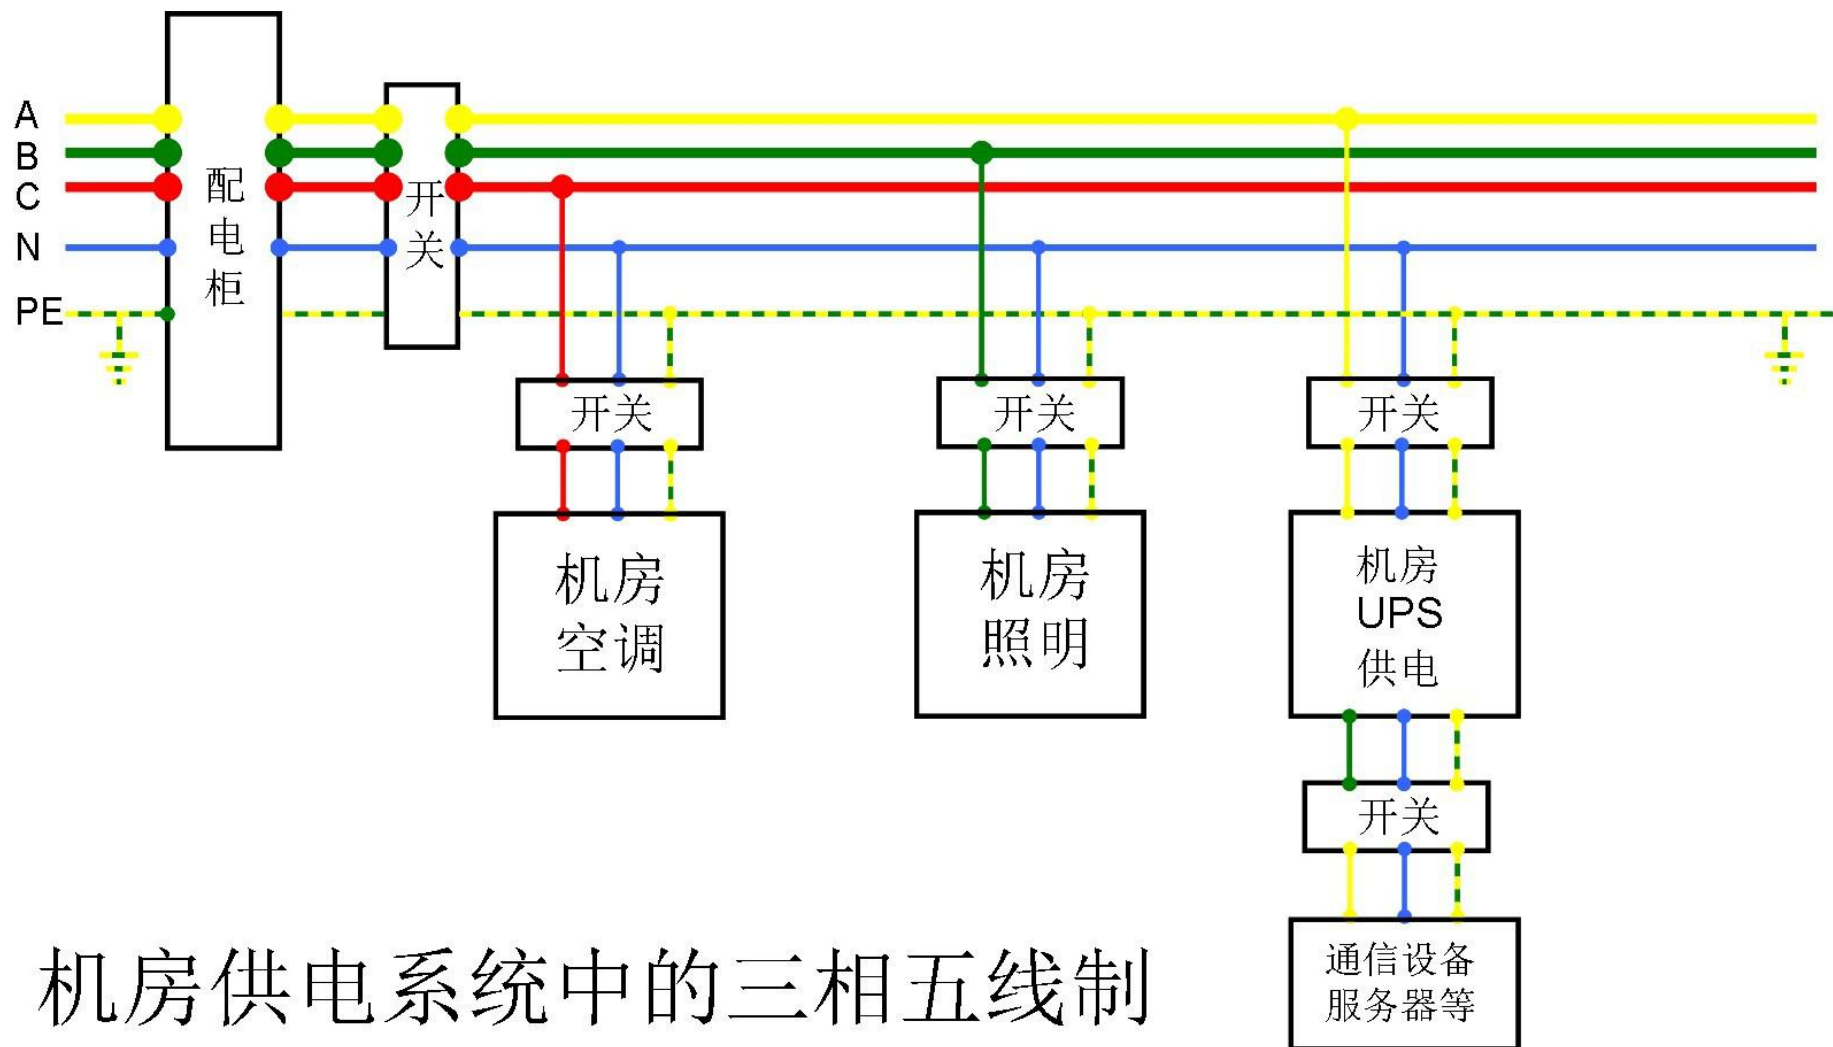 A
B
C
N
PE
配
电
柜
开
关
开关
开关
开关
机房
空调
机房
照明
机房
UPS
供电
开关
通信设备
服务器等
机房供电系统中的三相五线制